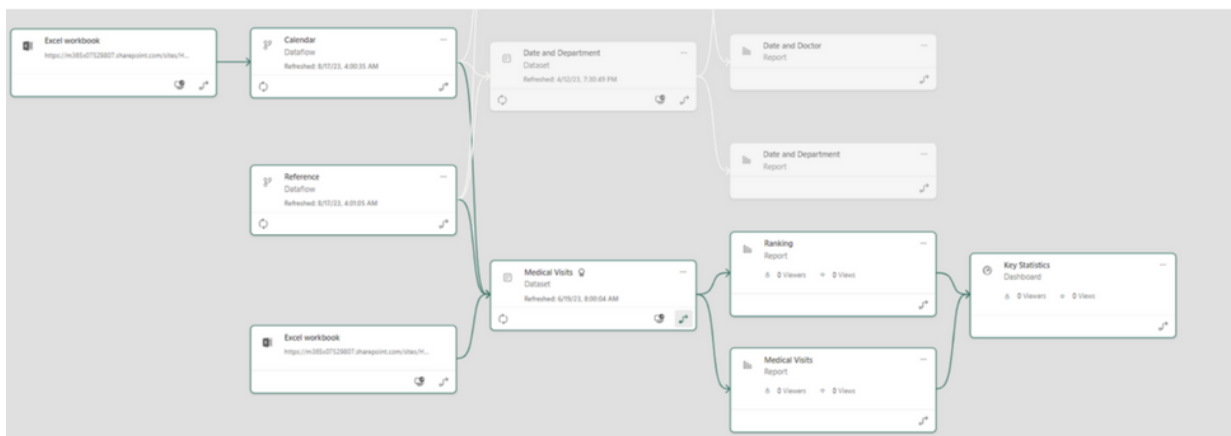 Excel workbook
https://m365x07529807.sharepoint.com/sites/H...
Calendar
Dataflow
Refreshed: 8/17/23, 4:00:35 AM
Date and Department
Dataset
Refreshed: 4/12/23, 7:30:49 PM
Date and Doctor
Report
Reference
Dataflow
Refreshed: 8/17/23, 4:01:05 AM
Date and Department
Report
Medical Visits
Dataset
Refreshed: 6/19/23, 8:00:04 AM
Ranking
Report
0 Viewers 0 Views
Key Statistics
Dashboard
0 Viewers 0 Views
Excel workbook
https://m365x07529807.sharepoint.com/sites/H...
Medical Visits
Report
0 Viewers 0 Views